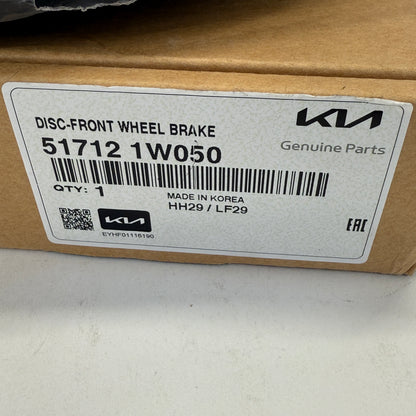 DISC-FRONT WHEEL BRAKE
51712 1W050
QTY: 1
MADE IN KOREA
HH29 / LF29
KIA
EYHF01116190
KIA
Genuine Parts
EAC